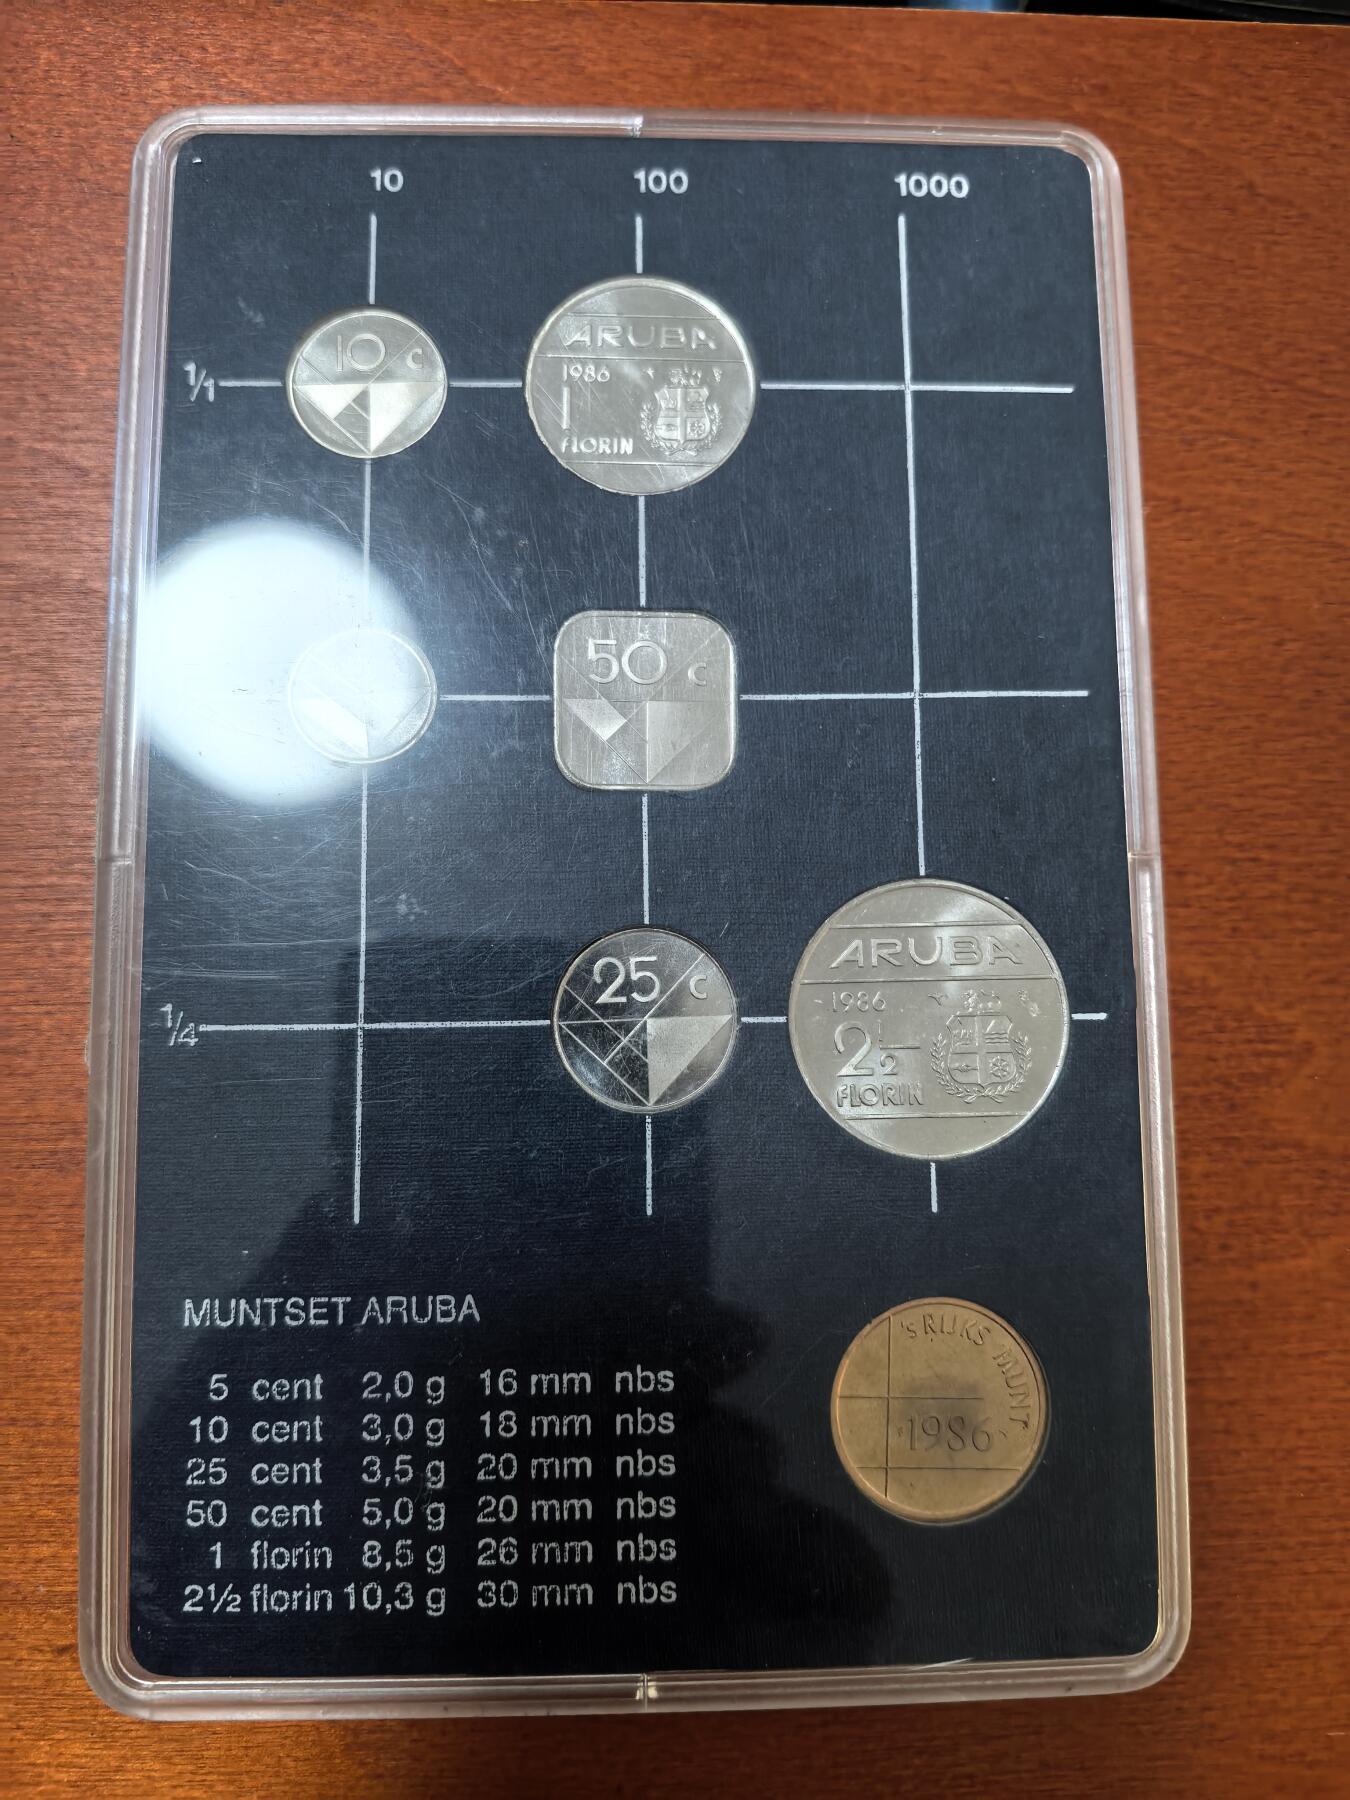 10 100 1000
1/1
10 c
ARUBA
1986
1
FLORIN
50 c
1/4
25 c
ARUBA
1986
2 1/2
FLORIN
MUNTSET ARUBA
'S RIJKS MUNT
1986
5 cent 2,0 g 16 mm nbs
10 cent 3,0 g 18 mm nbs
25 cent 3,5 g 20 mm nbs
50 cent 5,0 g 20 mm nbs
1 florin 8,5 g 26 mm nbs
2½ florin 10,3 g 30 mm nbs